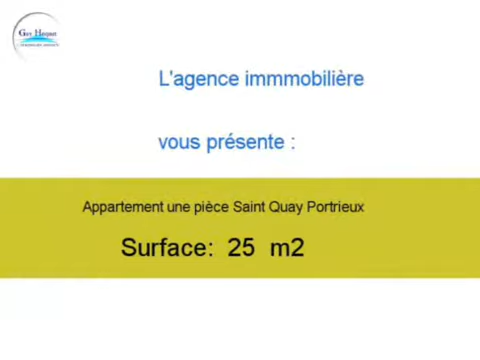 L'agence immmobilière
vous présente :
Appartement une pièce Saint Quay Portrieux
Surface: 25 m2